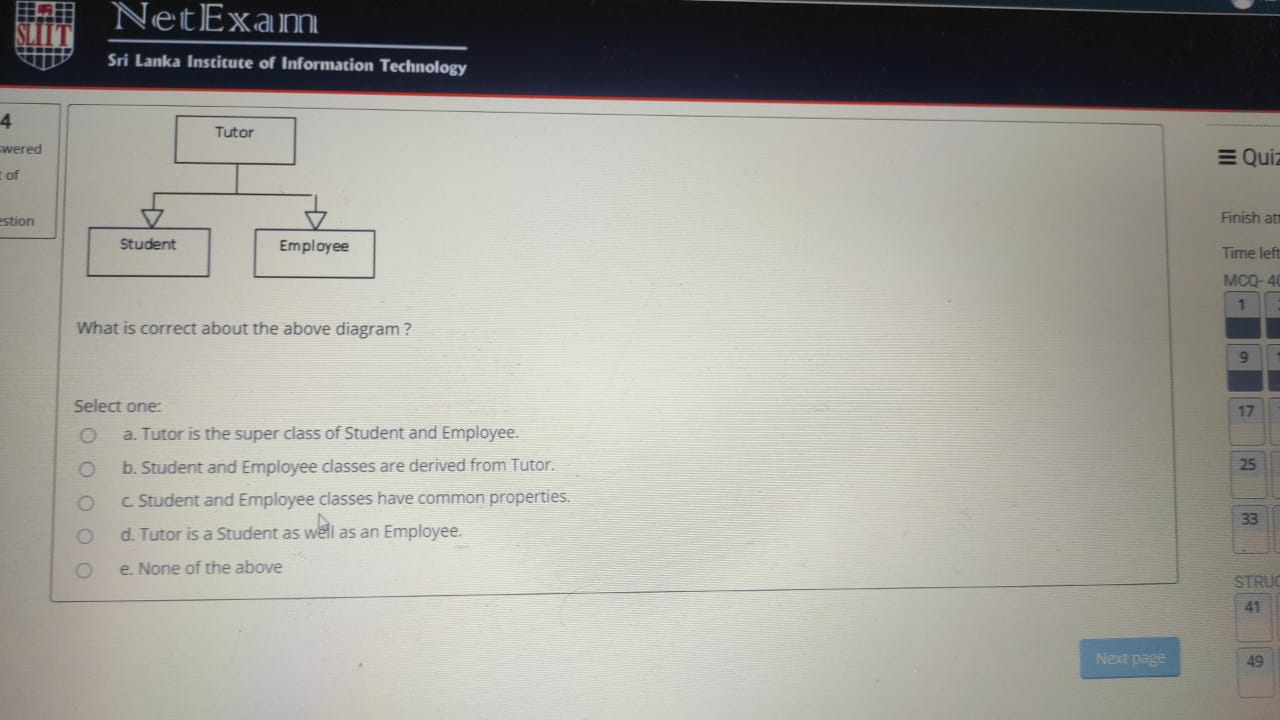 SLIIT
NetExam
Sri Lanka Institute of Information Technology
4
wered
of
estion
Tutor
Student
Employee
What is correct about the above diagram ?
Select one:
a. Tutor is the super class of Student and Employee.
b. Student and Employee classes are derived from Tutor.
c. Student and Employee classes have common properties.
d. Tutor is a Student as well as an Employee.
e. None of the above
Next page
Quiz
Finish att
Time left
MCQ- 40
1
9
17
25
33
STRUC
41
49